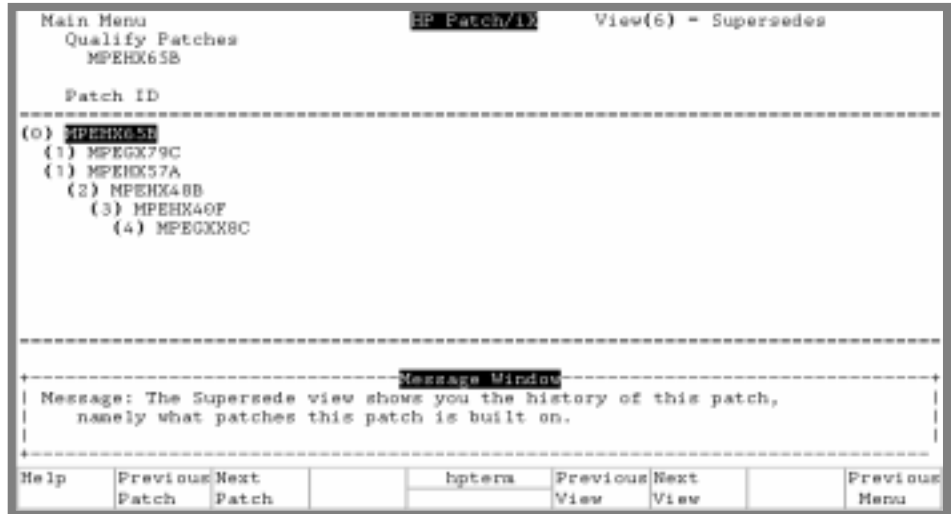 Main Menu HP Patch/iX View(6) - Supersedes
Qualify Patches
MPEHX65B
Patch ID
(0) MPEHX65B
(1) MPEGX79C
(1) MPEHX57A
(2) MPEHX48B
(3) MPEHX40F
(4) MPEGXX8C
Message Window
Message: The Supersede view shows you the history of this patch,
namely what patches this patch is built on.
Help Previous Next hpterm Previous Next Previous
Patch Patch View View Menu